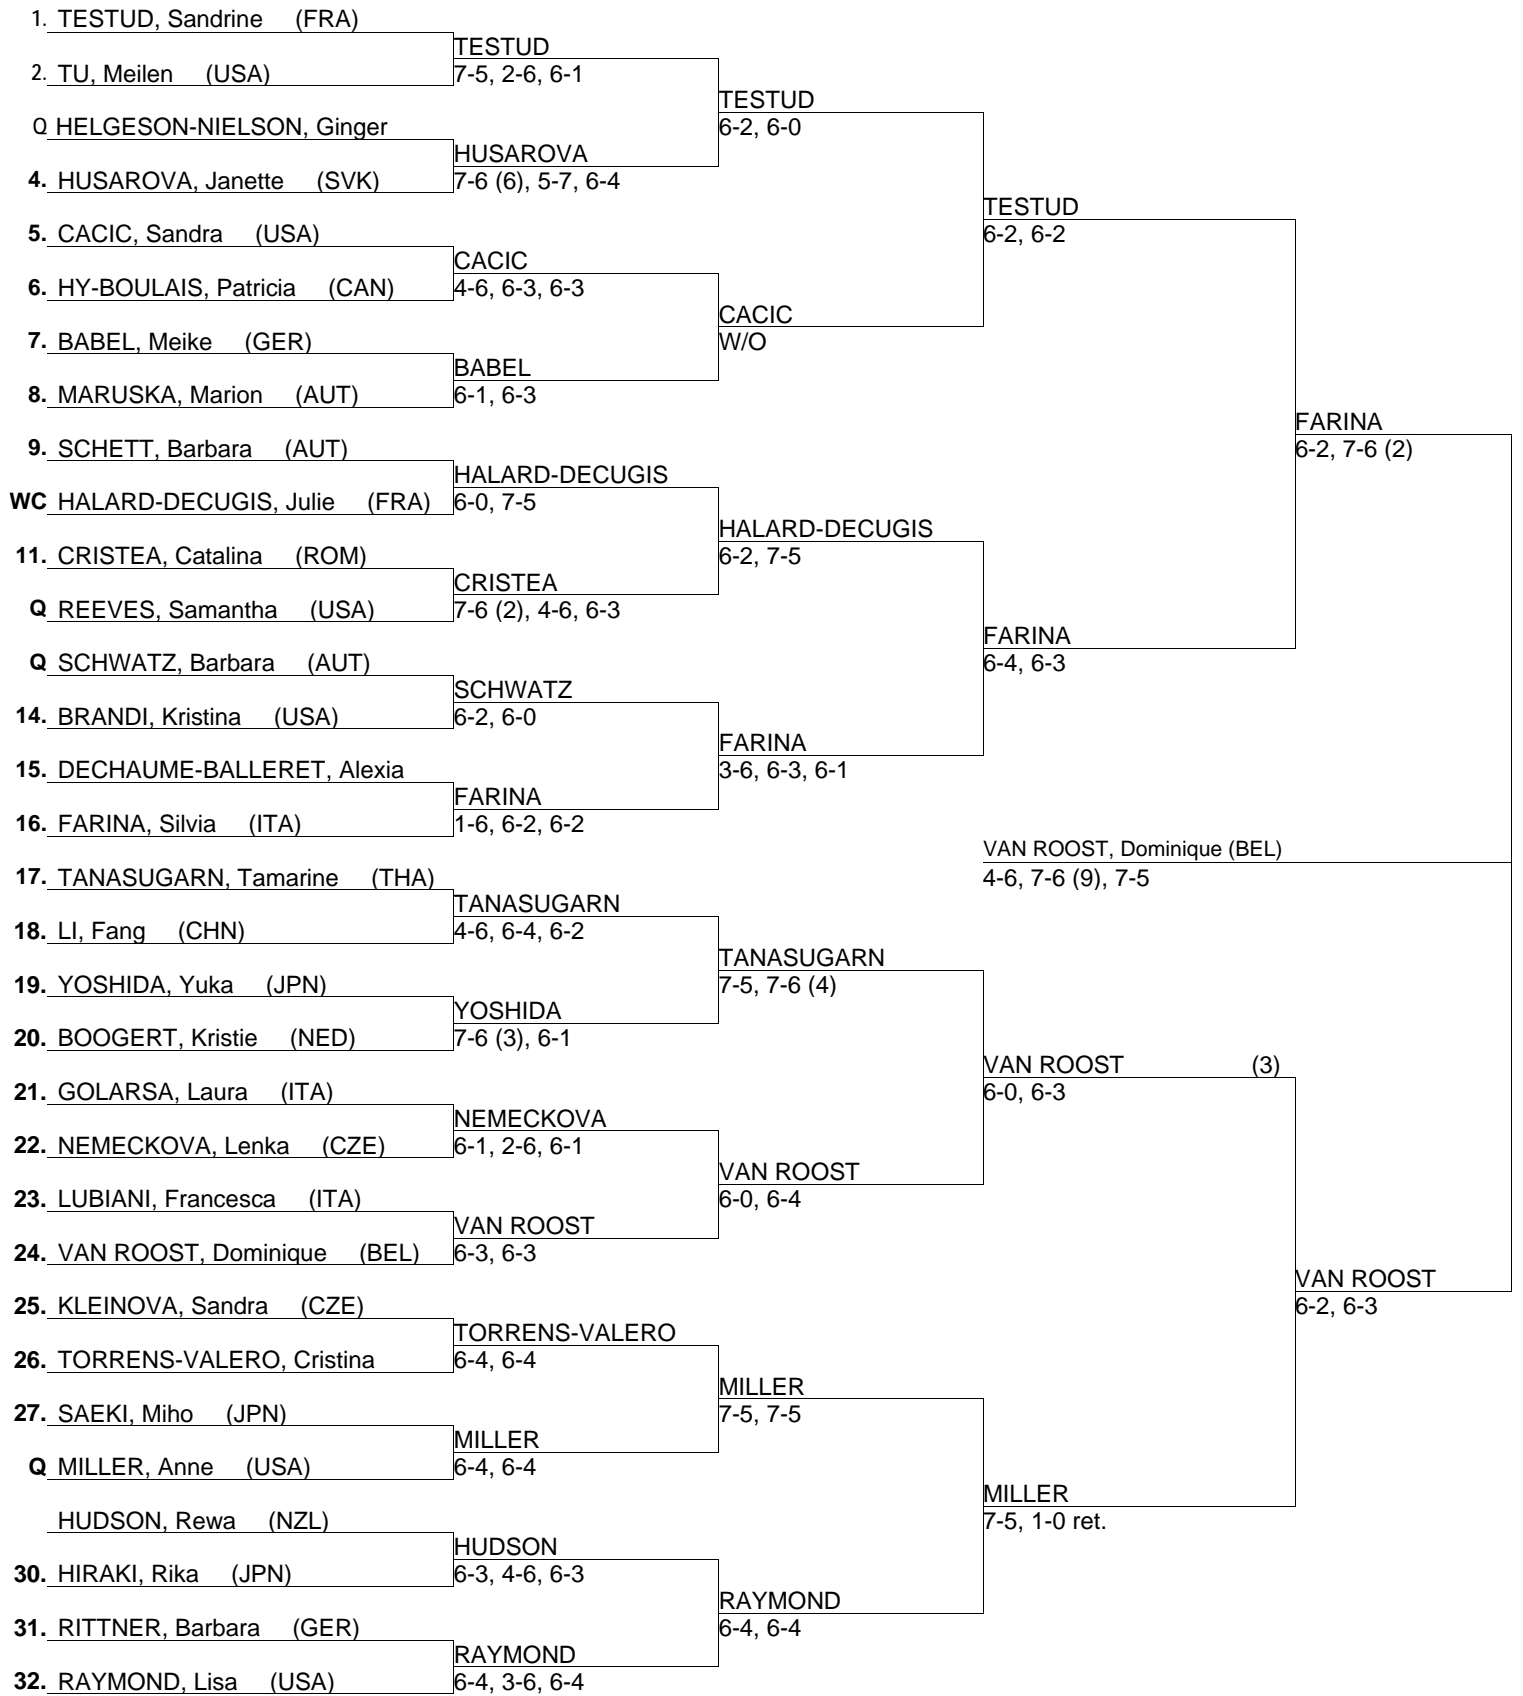 1. TESTUD, Sandrine (FRA)
TESTUD
2. TU, Meilen (USA)
7-5, 2-6, 6-1
TESTUD
Q HELGESON-NIELSON, Ginger
6-2, 6-0
HUSAROVA
4. HUSAROVA, Janette (SVK)
7-6 (6), 5-7, 6-4
TESTUD
5. CACIC, Sandra (USA)
6-2, 6-2
CACIC
6. HY-BOULAIS, Patricia (CAN)
4-6, 6-3, 6-3
CACIC
7. BABEL, Meike (GER)
W/O
BABEL
8. MARUSKA, Marion (AUT)
6-1, 6-3
FARINA
9. SCHETT, Barbara (AUT)
6-2, 7-6 (2)
HALARD-DECUGIS
WC HALARD-DECUGIS, Julie (FRA)
6-0, 7-5
HALARD-DECUGIS
11. CRISTEA, Catalina (ROM)
6-2, 7-5
CRISTEA
Q REEVES, Samantha (USA)
7-6 (2), 4-6, 6-3
FARINA
Q SCHWATZ, Barbara (AUT)
6-4, 6-3
SCHWATZ
14. BRANDI, Kristina (USA)
6-2, 6-0
FARINA
15. DECHAUME-BALLERET, Alexia
3-6, 6-3, 6-1
FARINA
16. FARINA, Silvia (ITA)
1-6, 6-2, 6-2
VAN ROOST, Dominique (BEL)
17. TANASUGARN, Tamarine (THA)
4-6, 7-6 (9), 7-5
TANASUGARN
18. LI, Fang (CHN)
4-6, 6-4, 6-2
TANASUGARN
19. YOSHIDA, Yuka (JPN)
7-5, 7-6 (4)
YOSHIDA
20. BOOGERT, Kristie (NED)
7-6 (3), 6-1
VAN ROOST (3)
21. GOLARSA, Laura (ITA)
6-0, 6-3
NEMECKOVA
22. NEMECKOVA, Lenka (CZE)
6-1, 2-6, 6-1
VAN ROOST
23. LUBIANI, Francesca (ITA)
6-0, 6-4
VAN ROOST
24. VAN ROOST, Dominique (BEL)
6-3, 6-3
VAN ROOST
25. KLEINOVA, Sandra (CZE)
6-2, 6-3
TORRENS-VALERO
26. TORRENS-VALERO, Cristina
6-4, 6-4
MILLER
27. SAEKI, Miho (JPN)
7-5, 7-5
MILLER
Q MILLER, Anne (USA)
6-4, 6-4
MILLER
HUDSON, Rewa (NZL)
7-5, 1-0 ret.
HUDSON
30. HIRAKI, Rika (JPN)
6-3, 4-6, 6-3
RAYMOND
31. RITTNER, Barbara (GER)
6-4, 6-4
RAYMOND
32. RAYMOND, Lisa (USA)
6-4, 3-6, 6-4